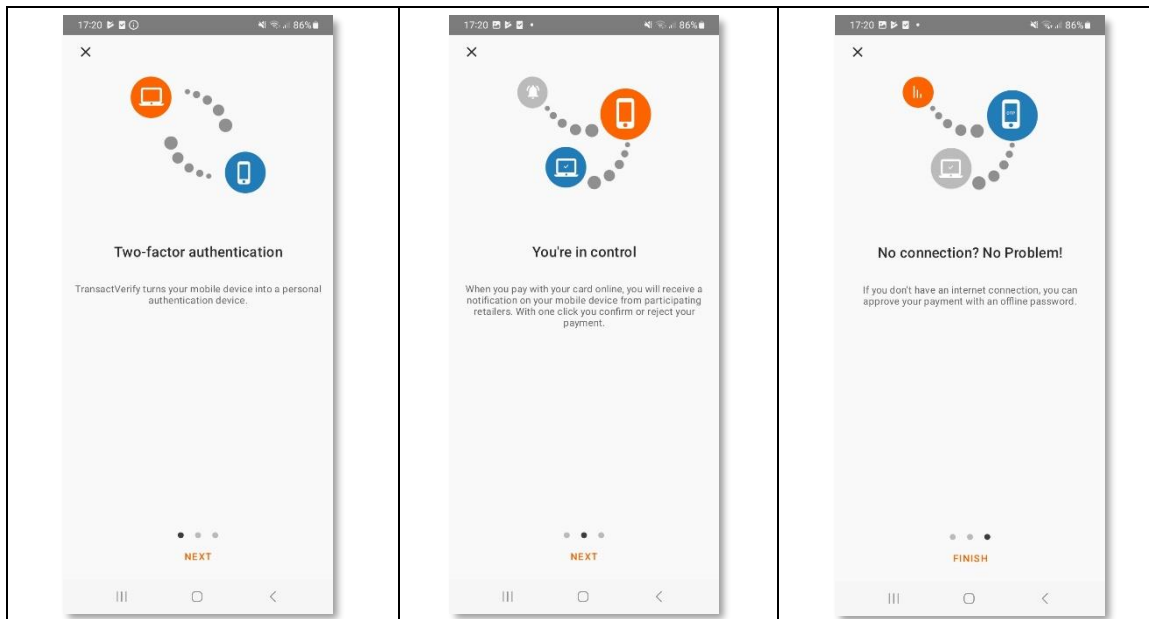 17:20
86%
Two-factor authentication
TransactVerify turns your mobile device into a personal
authentication device.
NEXT
17:20
86%
You're in control
When you pay with your card online, you will receive a
notification on your mobile device from participating
retailers. With one click you confirm or reject your
payment.
NEXT
17:20
86%
OTP
No connection? No Problem!
If you don't have an internet connection, you can
approve your payment with an offline password.
FINISH